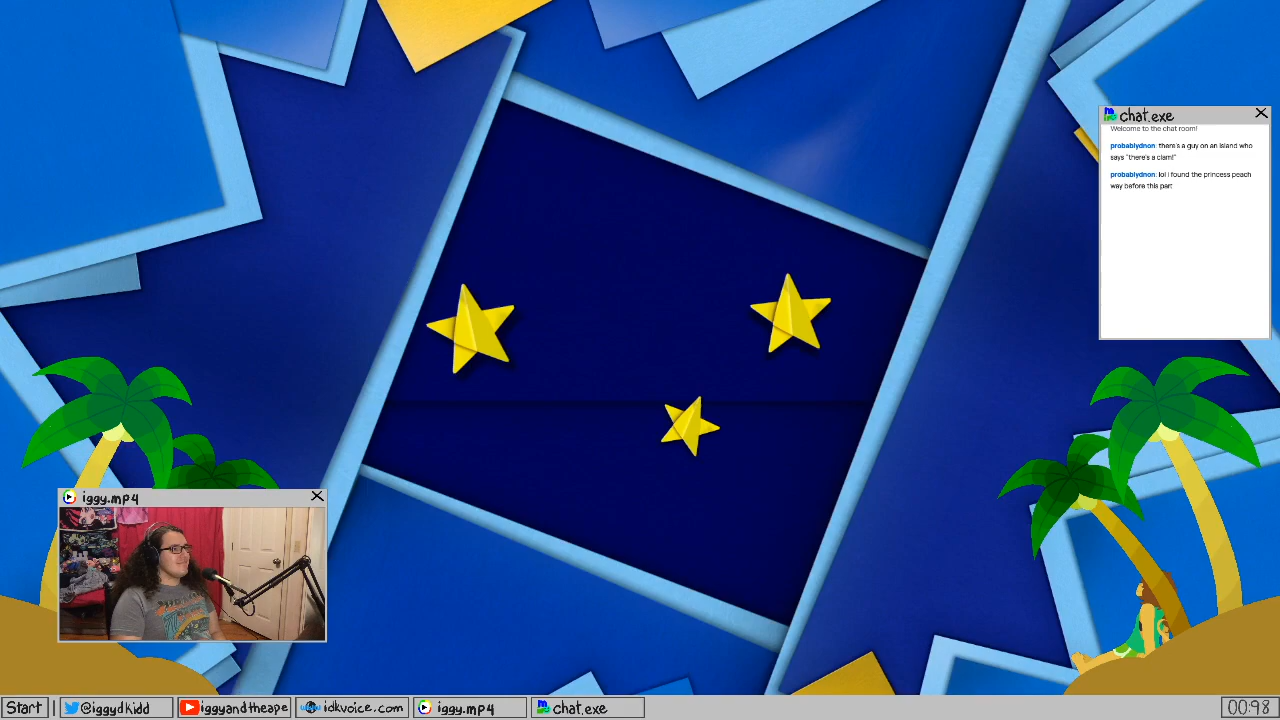 chat.exe
Welcome to the chat room!
probablydnon: there's a guy on an island who
says "there's a clam!"
probablydnon: lol i found the princess peach
way before this part
iggy.mp4
Start
@iggydkidd
iggyandtheape
idkvoice.com
iggy.mp4
chat.exe
00:98